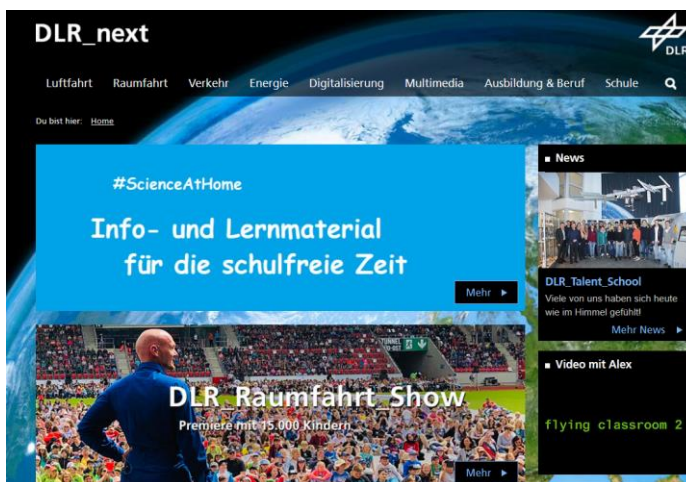 DLR_next
DLR
Luftfahrt Raumfahrt Verkehr Energie Digitalisierung Multimedia Ausbildung & Beruf Schule
Du bist hier: Home
#ScienceAtHome
Info- und Lernmaterial
für die schulfreie Zeit
Mehr
News
DLR_Talent_School
Viele von uns haben sich heute
wie im Himmel gefühlt!
Mehr News
TUNNEL
DLR_Raumfahrt_Show
Premiere mit 15.000 Kindern
Mehr
Video mit Alex
flying classroom 2